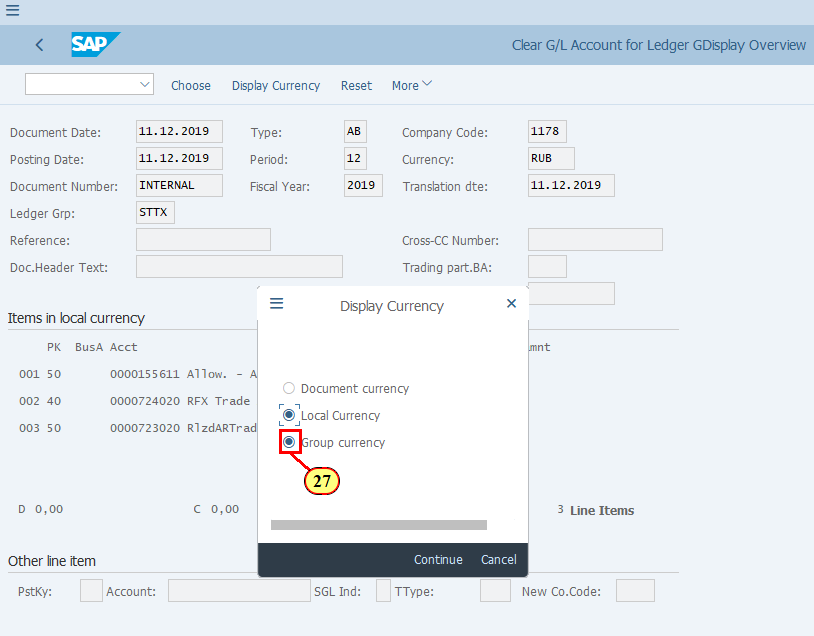 SAP Clear G/L Account for Ledger GDisplay Overview
Choose Display Currency Reset More
Document Date: 11.12.2019 Type: AB Company Code: 1178
Posting Date: 11.12.2019 Period: 12 Currency: RUB
Document Number: INTERNAL Fiscal Year: 2019 Translation dte: 11.12.2019
Ledger Grp: STTX
Reference: Cross-CC Number:
Doc.Header Text: Trading part.BA:
Display Currency
Items in local currency
PK BusA Acct mnt
001 50 0000155611 Allow. - A
Document currency
002 40 0000724020 RFX Trade
Local Currency
003 50 0000723020 RlzdARTrad
Group currency
27
D 0,00 C 0,00 3 Line Items
Continue Cancel
Other line item
PstKy: Account: SGL Ind: TType: New Co.Code: